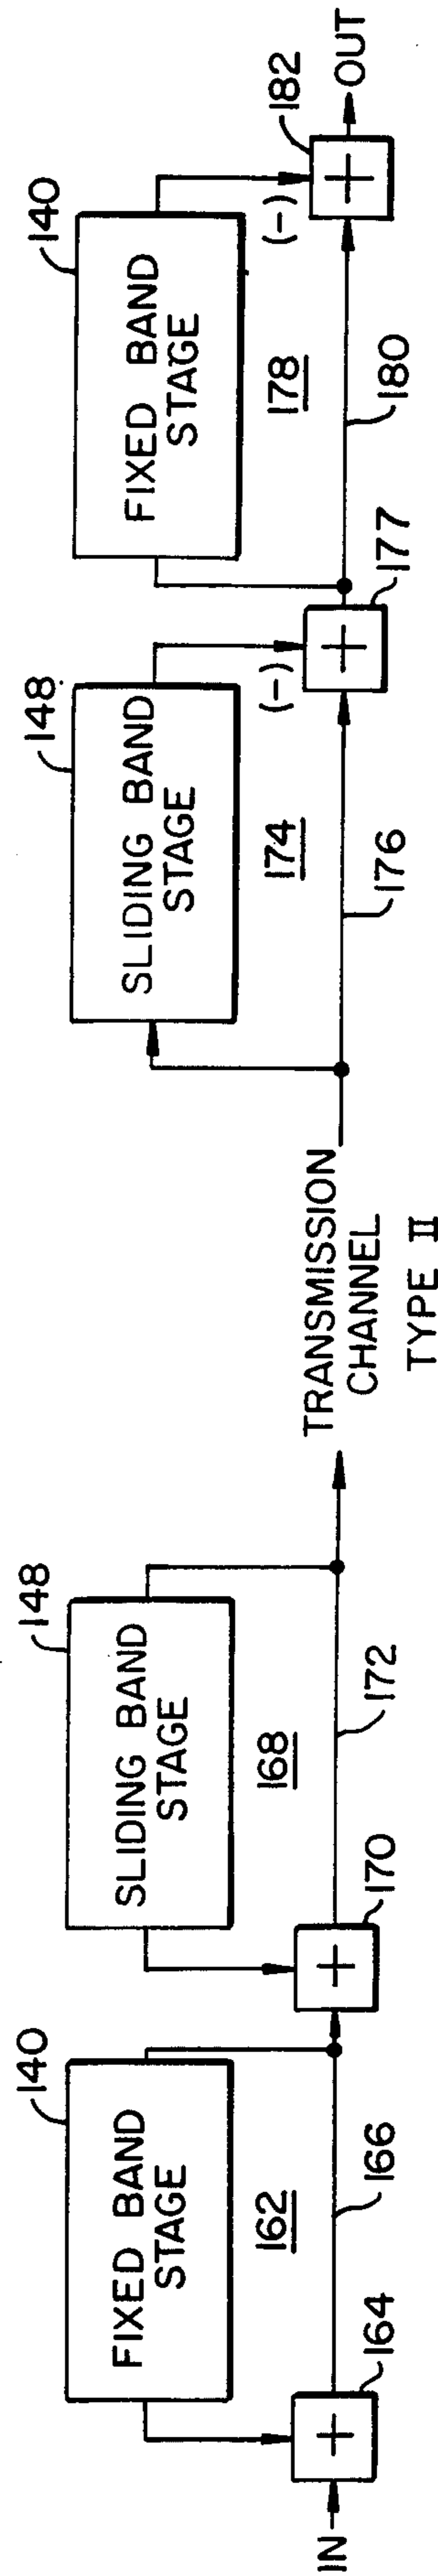 IN
164
+
166
140
FIXED BAND
STAGE
162
170
+
172
148
SLIDING BAND
STAGE
168
TRANSMISSION
CHANNEL
TYPE II
148
SLIDING BAND
STAGE
174
176
(-)
+
177
140
FIXED BAND
STAGE
178
180
(-)
+
182
OUT